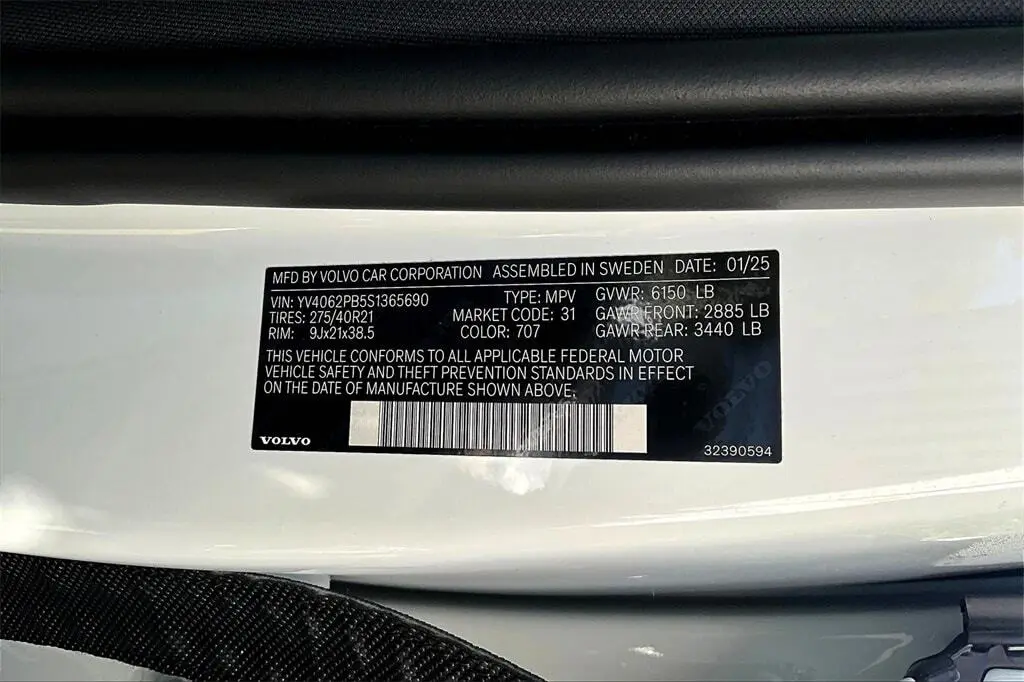 MFD BY VOLVO CAR CORPORATION ASSEMBLED IN SWEDEN DATE: 01/25
VIN: YV4062PB5S1365690 TYPE: MPV GVWR: 6150 LB
TIRES: 275/40R21 MARKET CODE: 31 GAWR FRONT: 2885 LB
RIM: 9Jx21x38.5 COLOR: 707 GAWR REAR: 3440 LB
THIS VEHICLE CONFORMS TO ALL APPLICABLE FEDERAL MOTOR
VEHICLE SAFETY AND THEFT PREVENTION STANDARDS IN EFFECT
ON THE DATE OF MANUFACTURE SHOWN ABOVE.
VOLVO
VOLVO
32390594